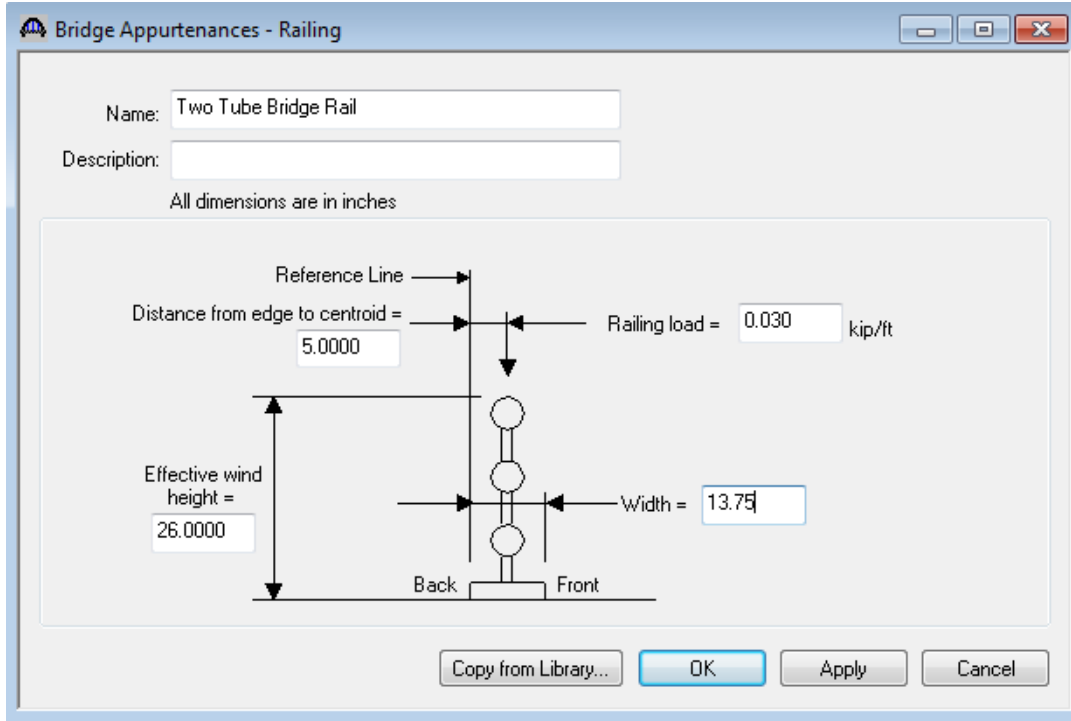 Bridge Appurtenances - Railing
Name: Two Tube Bridge Rail
Description:
All dimensions are in inches
Reference Line
Distance from edge to centroid =
5.0000
Railing load = 0.030 kip/ft
Effective wind
height =
26.0000
Width = 13.75
Back Front
Copy from Library... OK Apply Cancel